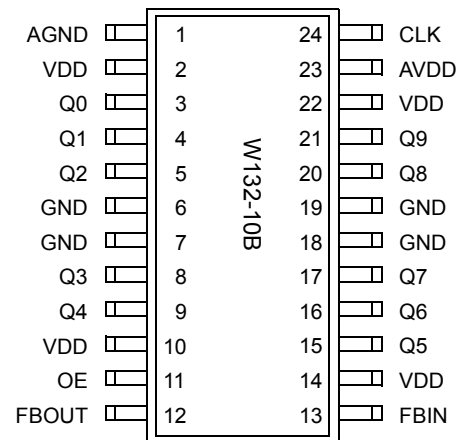 AGND 1 24 CLK
VDD 2 23 AVDD
Q0 3 22 VDD
Q1 4 21 Q9
Q2 5 20 Q8
GND 6 19 GND
GND 7 18 GND
Q3 8 17 Q7
Q4 9 16 Q6
VDD 10 15 Q5
OE 11 14 VDD
FBOUT 12 13 FBIN
W132-10B